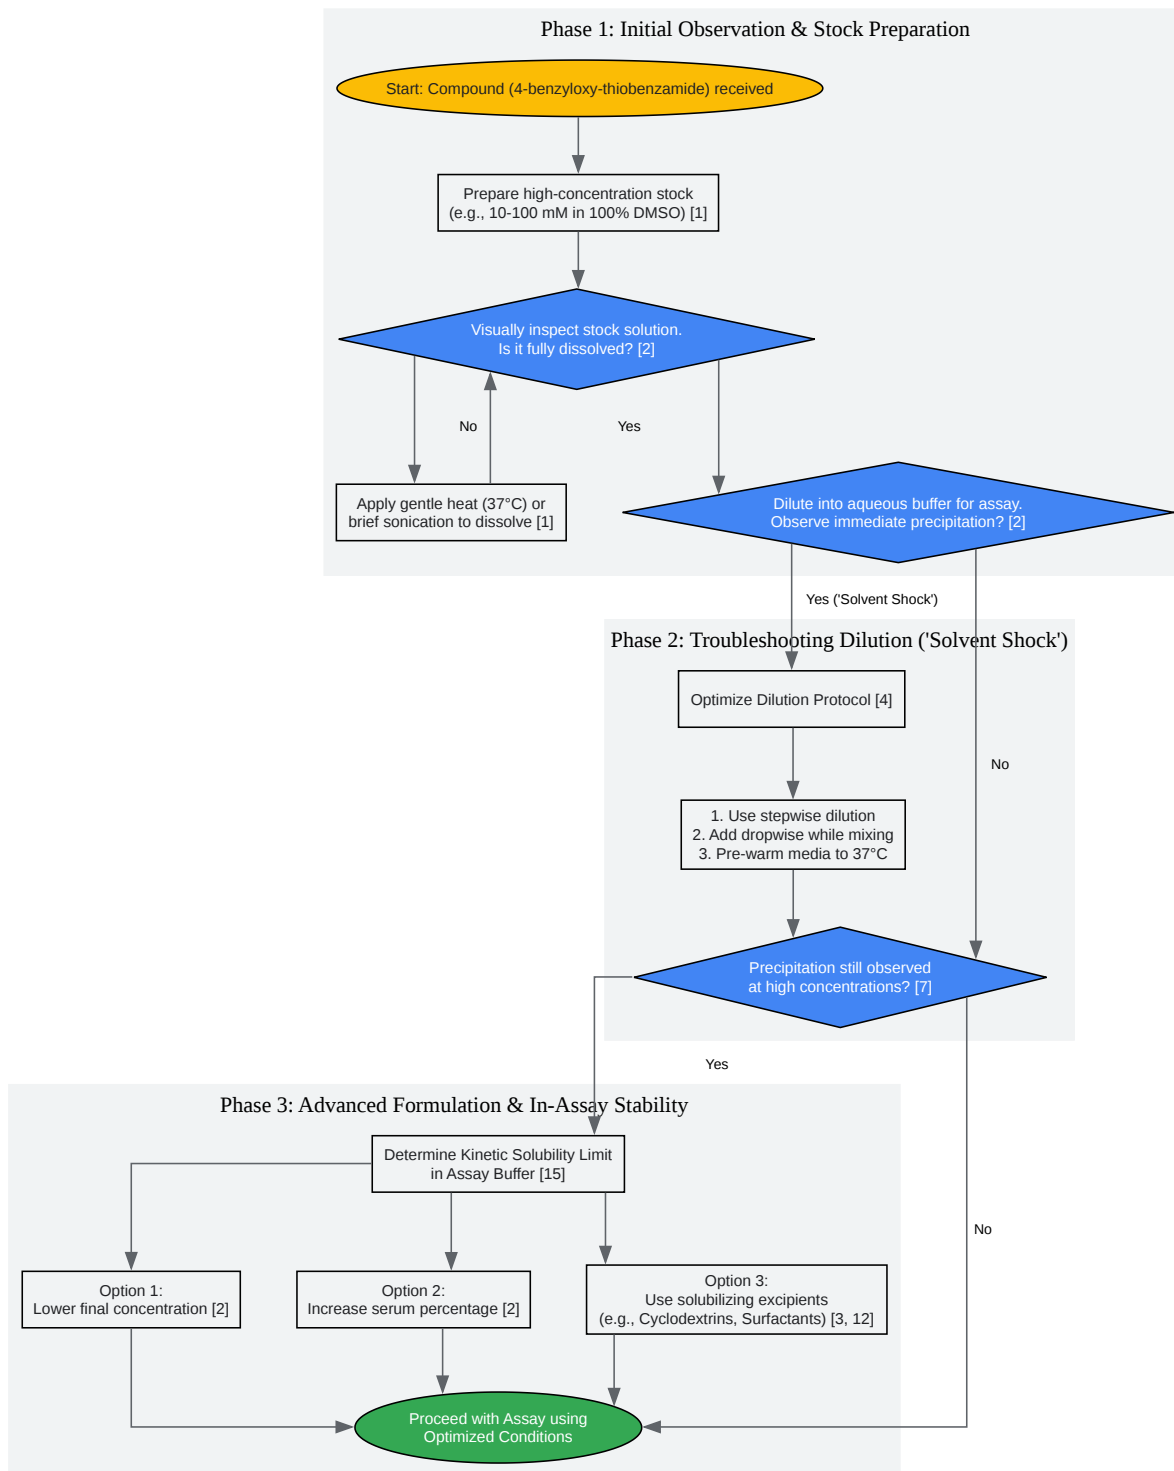 Phase 1: Initial Observation & Stock Preparation
Start: Compound (4-benzyloxy-thiobenzamide) received
Prepare high-concentration stock
(e.g., 10-100 mM in 100% DMSO) [1]
Visually inspect stock solution.
Is it fully dissolved? [2]
No
Yes
Apply gentle heat (37°C) or
brief sonication to dissolve [1]
Dilute into aqueous buffer for assay.
Observe immediate precipitation? [2]
Yes ('Solvent Shock')
Phase 2: Troubleshooting Dilution ('Solvent Shock')
Optimize Dilution Protocol [4]
No
1. Use stepwise dilution
2. Add dropwise while mixing
3. Pre-warm media to 37°C
Precipitation still observed
at high concentrations? [7]
Yes
Phase 3: Advanced Formulation & In-Assay Stability
Determine Kinetic Solubility Limit
in Assay Buffer [15]
No
Option 1:
Lower final concentration [2]
Option 2:
Increase serum percentage [2]
Option 3:
Use solubilizing excipients
(e.g., Cyclodextrins, Surfactants) [3, 12]
Proceed with Assay using
Optimized Conditions